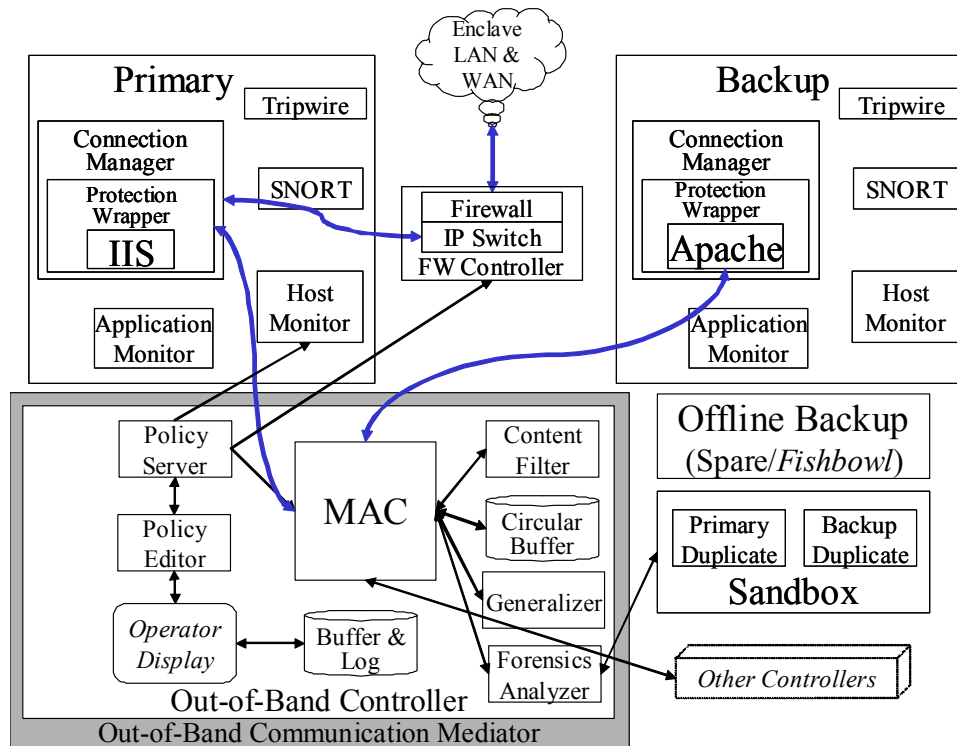 Enclave
LAN &
WAN
Primary
Tripwire
Connection
Manager
Protection
Wrapper
IIS
SNORT
Host
Monitor
Application
Monitor
Firewall
IP Switch
FW Controller
Backup
Tripwire
Connection
Manager
Protection
Wrapper
Apache
SNORT
Host
Monitor
Application
Monitor
Policy
Server
Policy
Editor
Operator
Display
Buffer &
Log
MAC
Content
Filter
Circular
Buffer
Generalizer
Forensics
Analyzer
Out-of-Band Controller
Out-of-Band Communication Mediator
Offline Backup
(Spare/Fishbowl)
Primary
Duplicate
Backup
Duplicate
Sandbox
Other Controllers